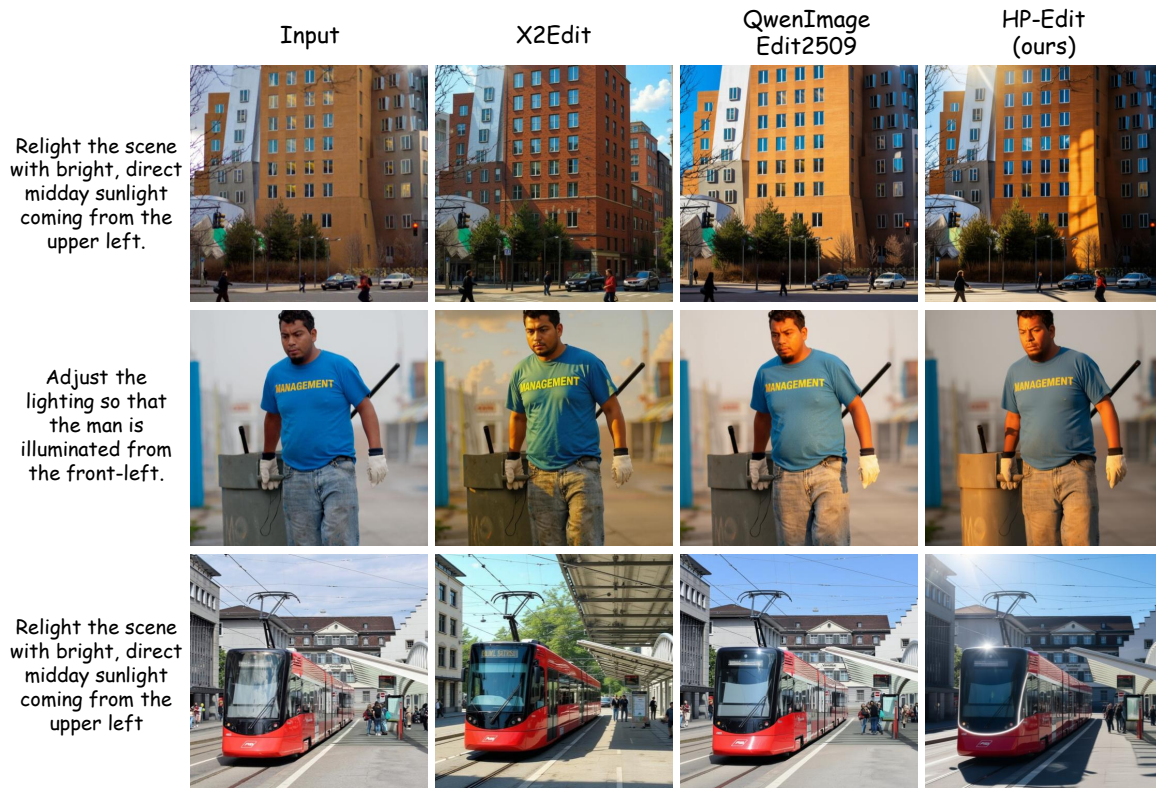 Input
X2Edit
QwenImage
Edit2509
HP-Edit
(ours)
Relight the scene
with bright, direct
midday sunlight
coming from the
upper left.
Adjust the
lighting so that
the man is
illuminated from
the front-left.
MANAGEMENT
MANAGEMENT
MANAGEMENT
MANAGEMENT
Relight the scene
with bright, direct
midday sunlight
coming from the
upper left